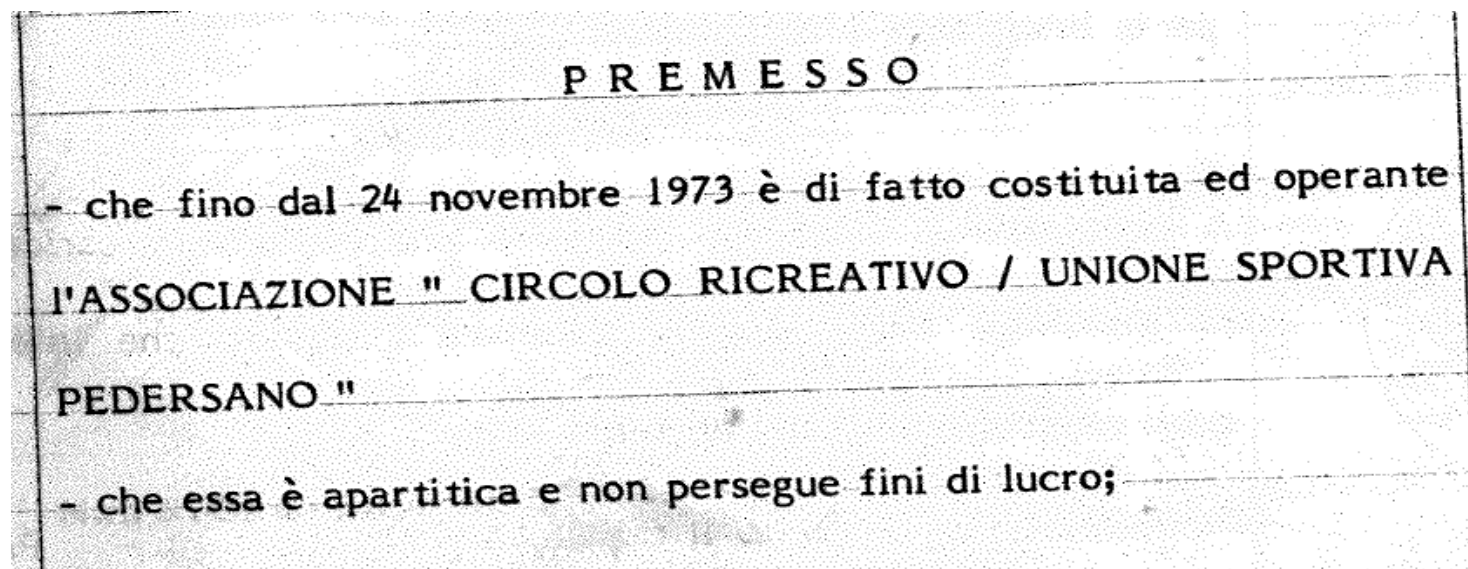 PREMESSO
- che fino dal 24 novembre 1973 è di fatto costituita ed operante
l'ASSOCIAZIONE " CIRCOLO RICREATIVO / UNIONE SPORTIVA
PEDERSANO "
- che essa è apartitica e non persegue fini di lucro;